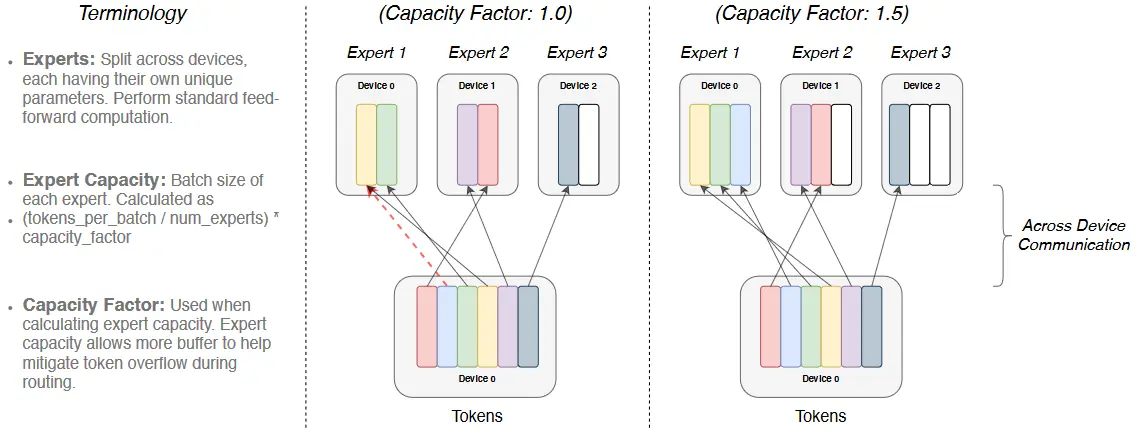 Terminology
• Experts: Split across devices,
each having their own unique
parameters. Perform standard feed-
forward computation.
• Expert Capacity: Batch size of
each expert. Calculated as
• (tokens_per_batch / num_experts) *
capacity_factor
• Capacity Factor: Used when
calculating expert capacity. Expert
capacity allows more buffer to help
mitigate token overflow during
routing.
(Capacity Factor: 1.0)
Expert 1 Expert 2 Expert 3
Device 0 Device 1 Device 2
Device 0
Tokens
(Capacity Factor: 1.5)
Expert 1 Expert 2 Expert 3
Device 0 Device 1 Device 2
Device 0
Tokens
Across Device
Communication